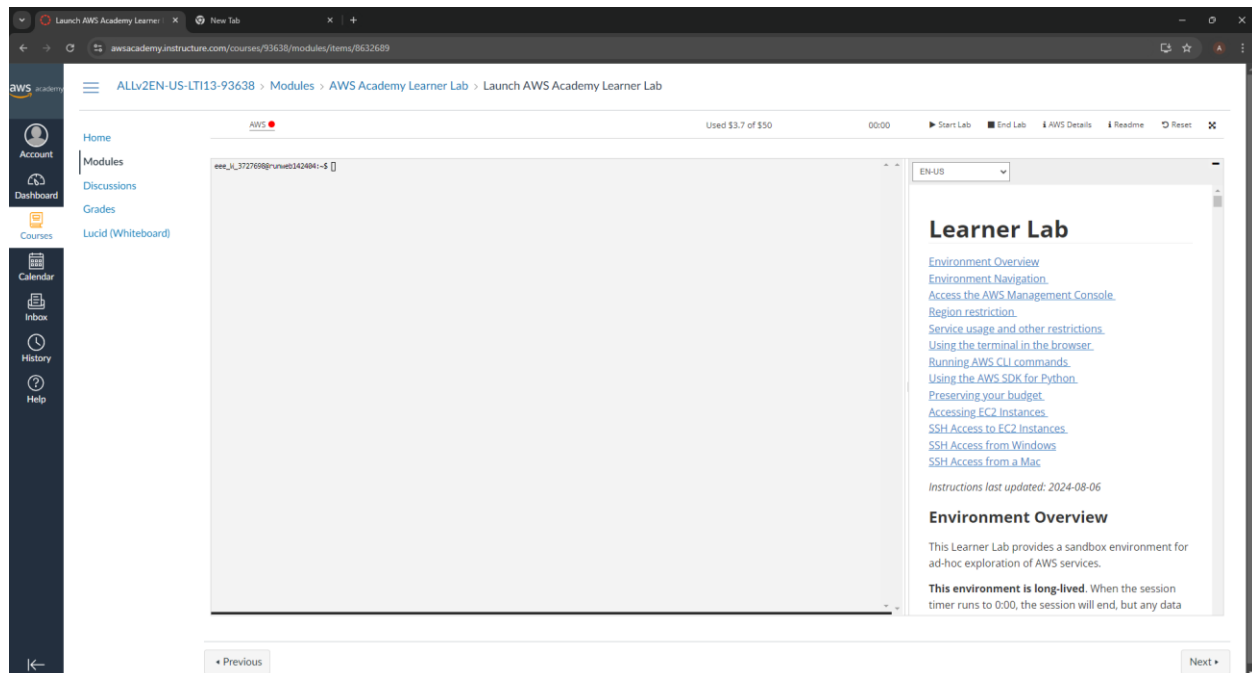 Launch AWS Academy Learner
New Tab
awsacademy.instructure.com/courses/93638/modules/items/8632689
A
aws academy
Account
Dashboard
Courses
Calendar
Inbox
History
Help
ALLv2EN-US-LTI13-93638 > Modules > AWS Academy Learner Lab > Launch AWS Academy Learner Lab
Home
Modules
Discussions
Grades
Lucid (Whiteboard)
AWS
Used $3.7 of $50
00:00
Start Lab
End Lab
AWS Details
Readme
Reset
eee_W_3727698@runweb142404:~$
EN-US
Learner Lab
Environment Overview
Environment Navigation
Access the AWS Management Console
Region restriction
Service usage and other restrictions
Using the terminal in the browser
Running AWS CLI commands
Using the AWS SDK for Python
Preserving your budget
Accessing EC2 Instances
SSH Access to EC2 Instances
SSH Access from Windows
SSH Access from a Mac
Instructions last updated: 2024-08-06
Environment Overview
This Learner Lab provides a sandbox environment for
ad-hoc exploration of AWS services.
This environment is long-lived. When the session
timer runs to 0:00, the session will end, but any data
Previous
Next